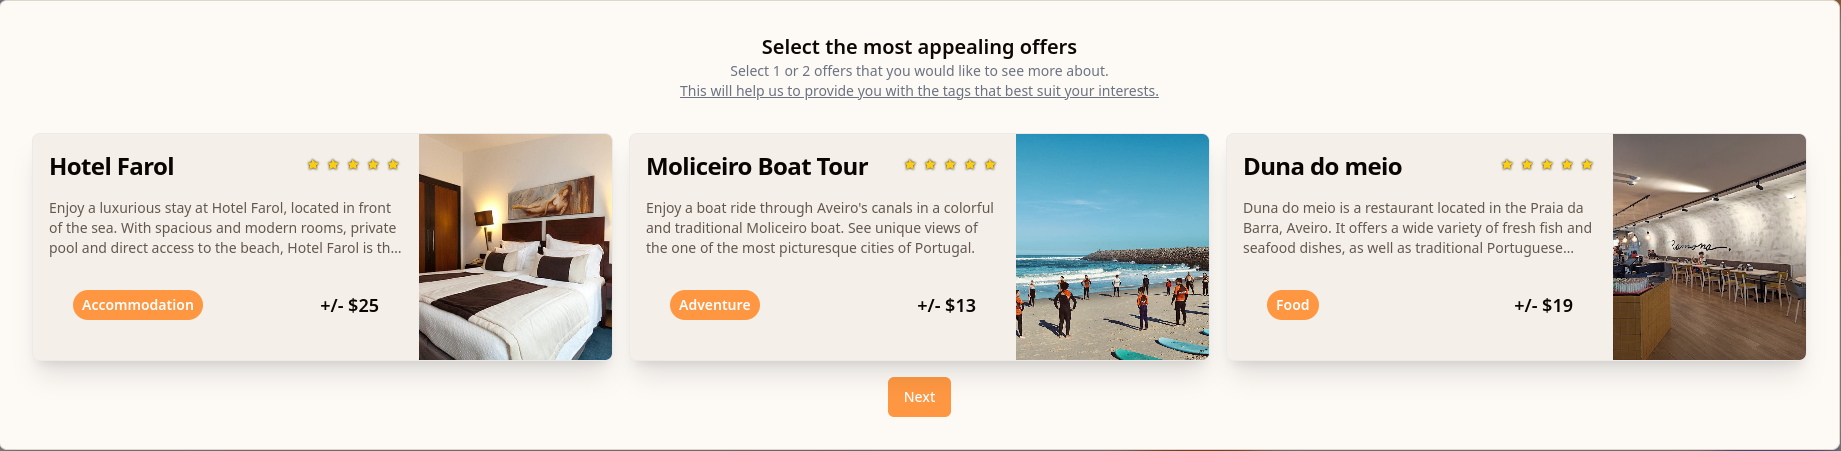 Select the most appealing offers
Select 1 or 2 offers that you would like to see more about.
This will help us to provide you with the tags that best suit your interests.
Hotel Farol
Enjoy a luxurious stay at Hotel Farol, located in front
of the sea. With spacious and modern rooms, private
pool and direct access to the beach, Hotel Farol is th...
Accommodation
+/- $25
Moliceiro Boat Tour
Enjoy a boat ride through Aveiro's canals in a colorful
and traditional Moliceiro boat. See unique views of
the one of the most picturesque cities of Portugal.
Adventure
+/- $13
Duna do meio
Duna do meio is a restaurant located in the Praia da
Barra, Aveiro. It offers a wide variety of fresh fish and
seafood dishes, as well as traditional Portuguese...
Food
+/- $19
Next